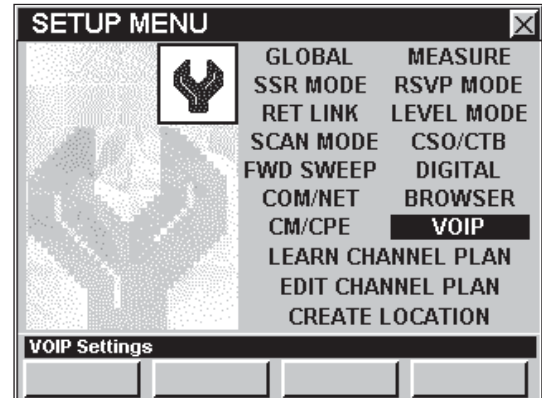 SETUP MENU
GLOBAL MEASURE
SSR MODE RSVP MODE
RET LINK LEVEL MODE
SCAN MODE CSO/CTB
FWD SWEEP DIGITAL
COM/NET BROWSER
CM/CPE VOIP
LEARN CHANNEL PLAN
EDIT CHANNEL PLAN
CREATE LOCATION
VOIP Settings